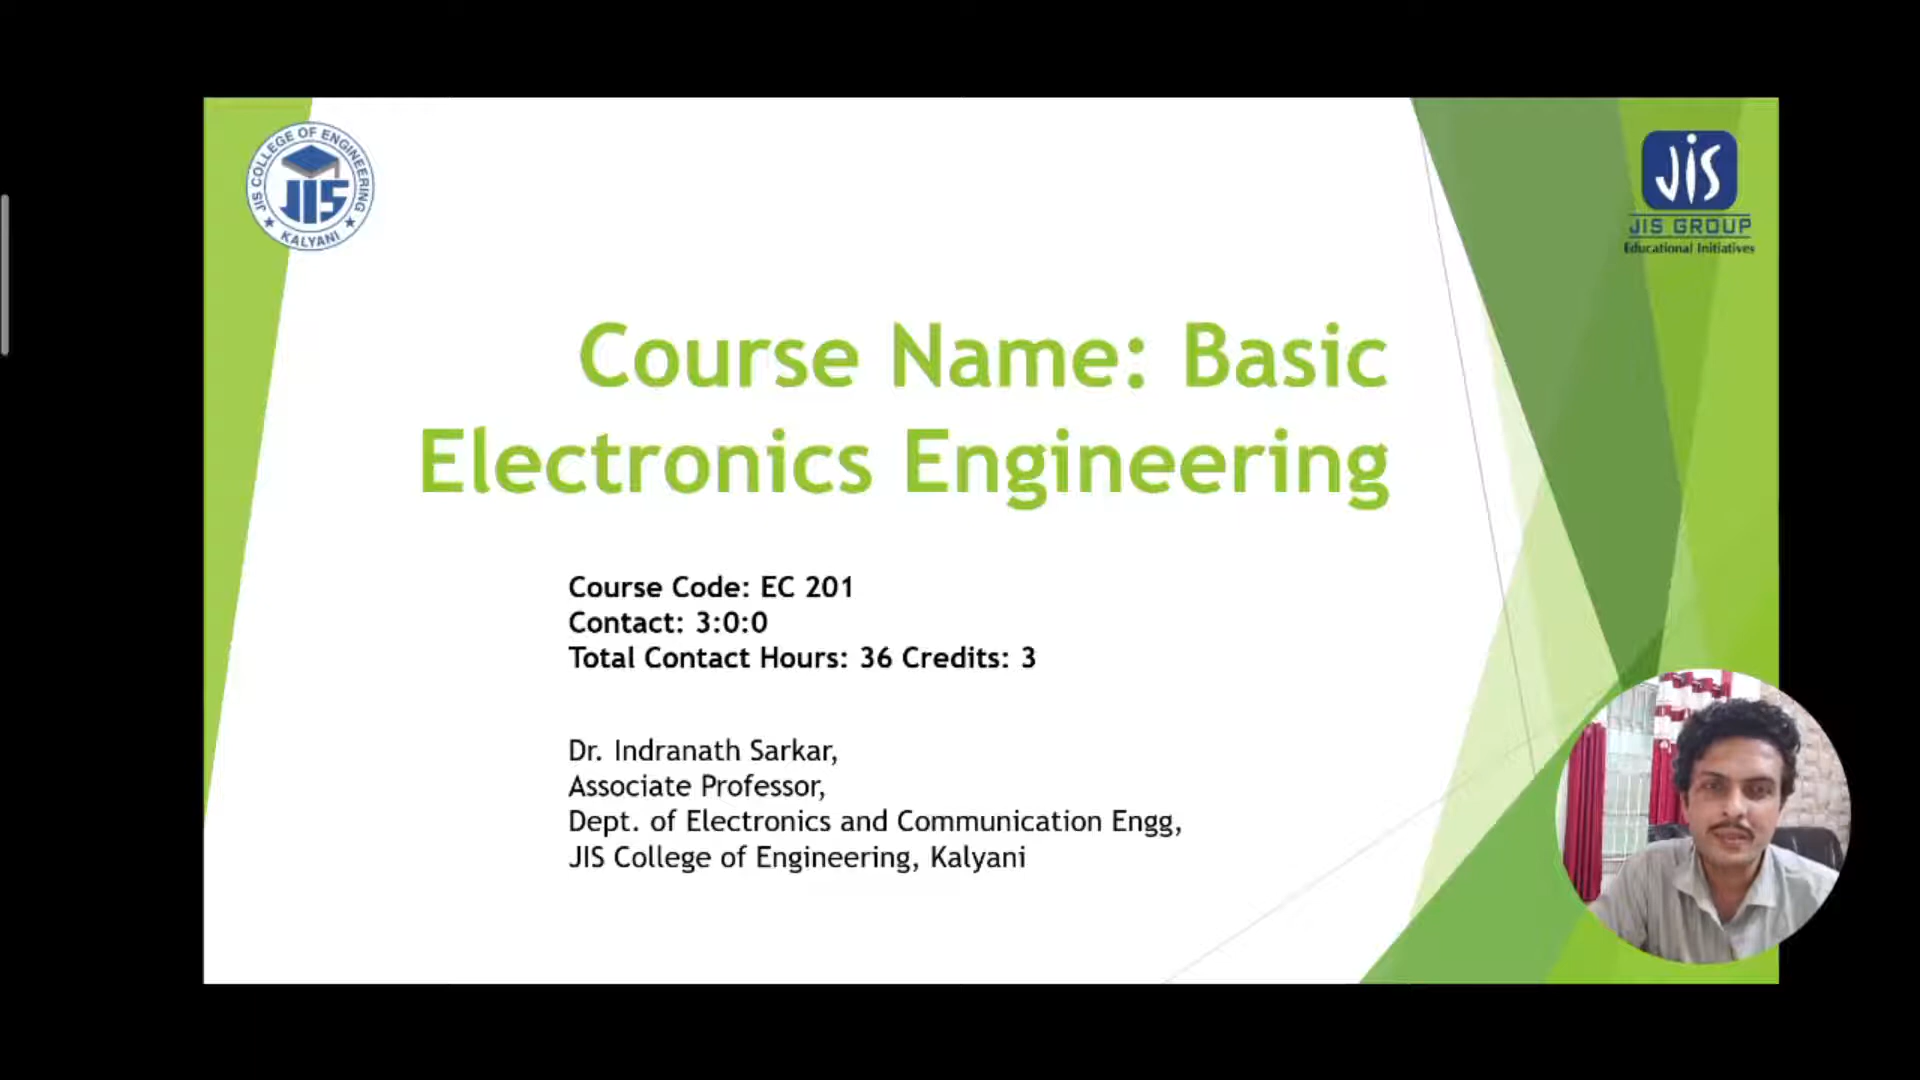 JIS COLLEGE OF ENGINEERING
JIS
KALYANI
JIS
JIS GROUP
Educational Initiatives
Course Name: Basic
Electronics Engineering
Course Code: EC 201
Contact: 3:0:0
Total Contact Hours: 36 Credits: 3
Dr. Indranath Sarkar,
Associate Professor,
Dept. of Electronics and Communication Engg,
JIS College of Engineering, Kalyani